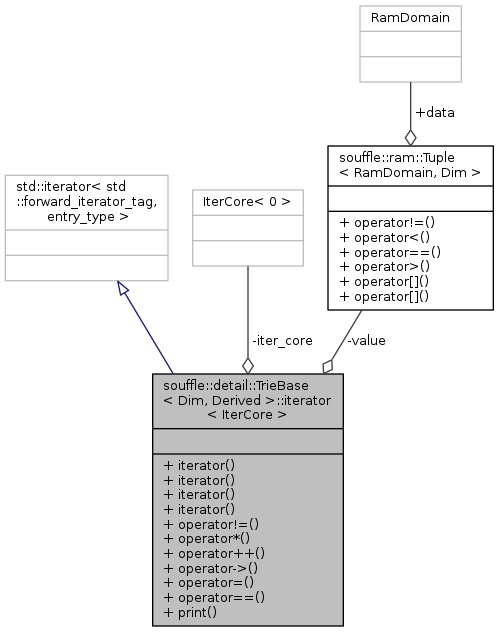 RamDomain
+data
souffle::ram::Tuple
< RamDomain, Dim >
+ operator!=()
+ operator<()
+ operator==()
+ operator>()
+ operator[]()
+ operator[]()
std::iterator< std
::forward_iterator_tag,
entry_type >
IterCore< 0 >
-iter_core
-value
souffle::detail::TrieBase
< Dim, Derived >::iterator
< IterCore >
+ iterator()
+ iterator()
+ iterator()
+ iterator()
+ operator!=()
+ operator*()
+ operator++()
+ operator->()
+ operator=()
+ operator==()
+ print()